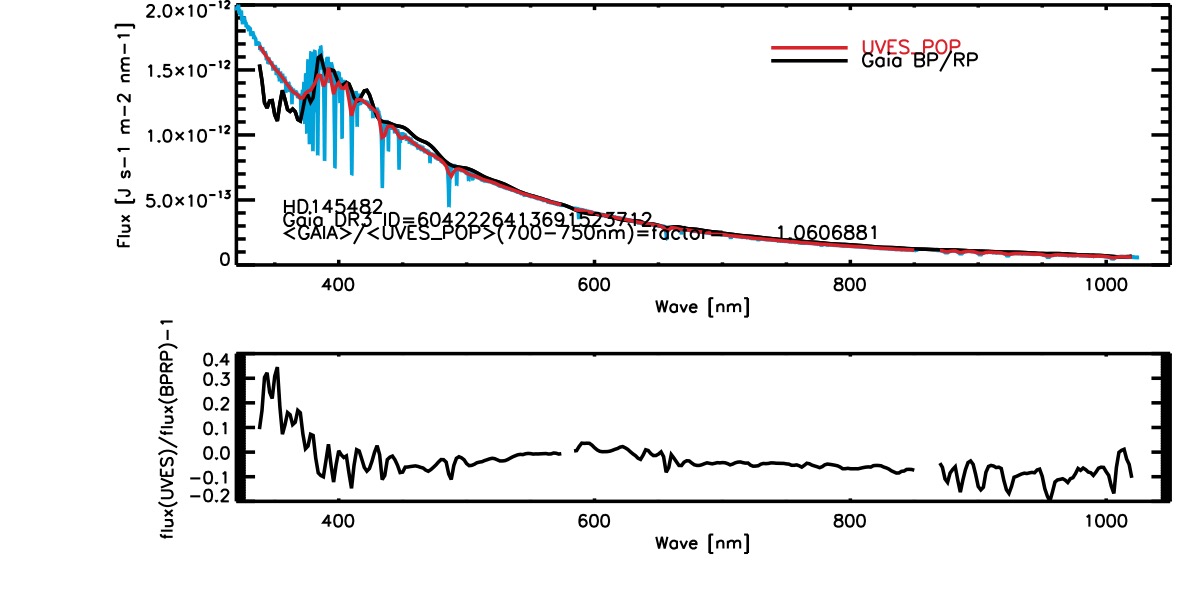 2.0×10⁻¹²
1.5×10⁻¹²
1.0×10⁻¹²
5.0×10⁻¹³
0
Flux [J s−1 m−2 nm−1]
UVES_POP
Gaia BP/RP
HD145482
Gaia DR3 ID=6042226413691523712
<GAIA>/<UVES_POP>(700−750nm)=factor= 1.0606881
400 600 800 1000
Wave [nm]
0.4
0.3
0.2
0.1
0.0
−0.1
−0.2
flux(UVES)/flux(BPRP)−1
400 600 800 1000
Wave [nm]